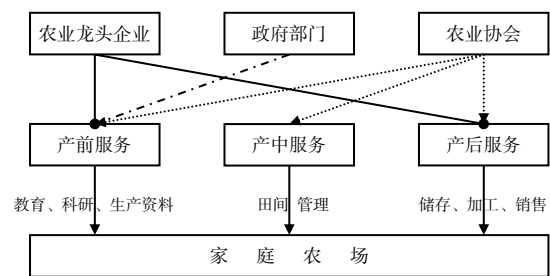 农业龙头企业 政府部门 农业协会
产前服务 产中服务 产后服务
教育、科研、生产资料 田间 管理 储存、加工、销售
家 庭 农 场